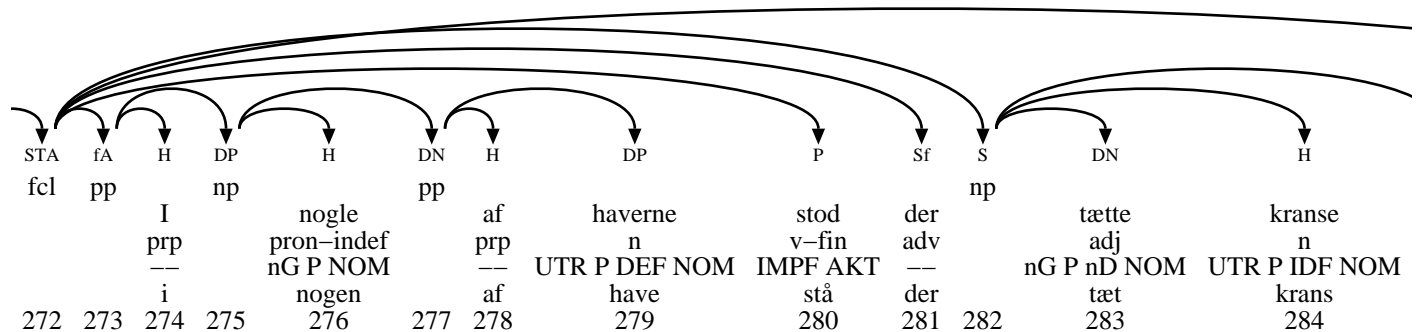 STA fA H DP H DN H DP P Sf S DN H
fcl pp np pp np
I nogle af haverne stod der tætte kranse
prp pron−indef prp n v−fin adv adj n
−− nG P NOM −− UTR P DEF NOM IMPF AKT −− nG P nD NOM UTR P IDF NOM
i nogen af have stå der tæt krans
272 273 274 275 276 277 278 279 280 281 282 283 284